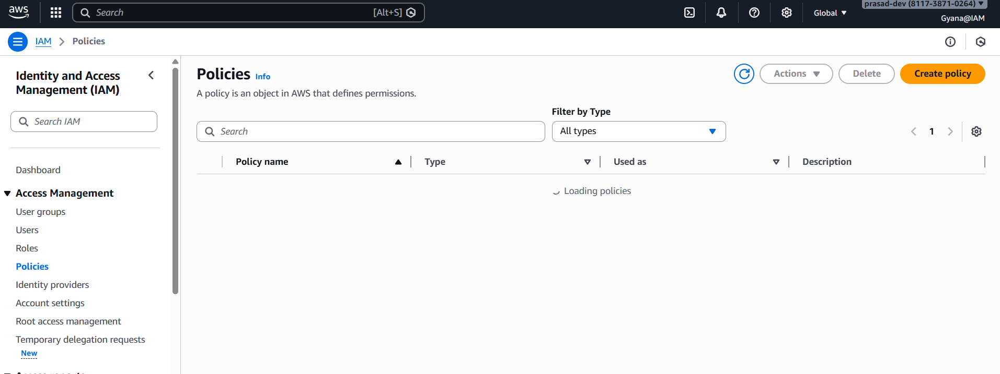 aws
Search
[Alt+S]
Global
prasad-dev (8117-3871-0264)
Gyana@IAM
IAM
Policies
Identity and Access
Management (IAM)
Search IAM
Dashboard
Access Management
User groups
Users
Roles
Policies
Identity providers
Account settings
Root access management
Temporary delegation requests
New
Policies Info
A policy is an object in AWS that defines permissions.
Actions
Delete
Create policy
Search
Filter by Type
All types
1
Policy name
Type
Used as
Description
Loading policies